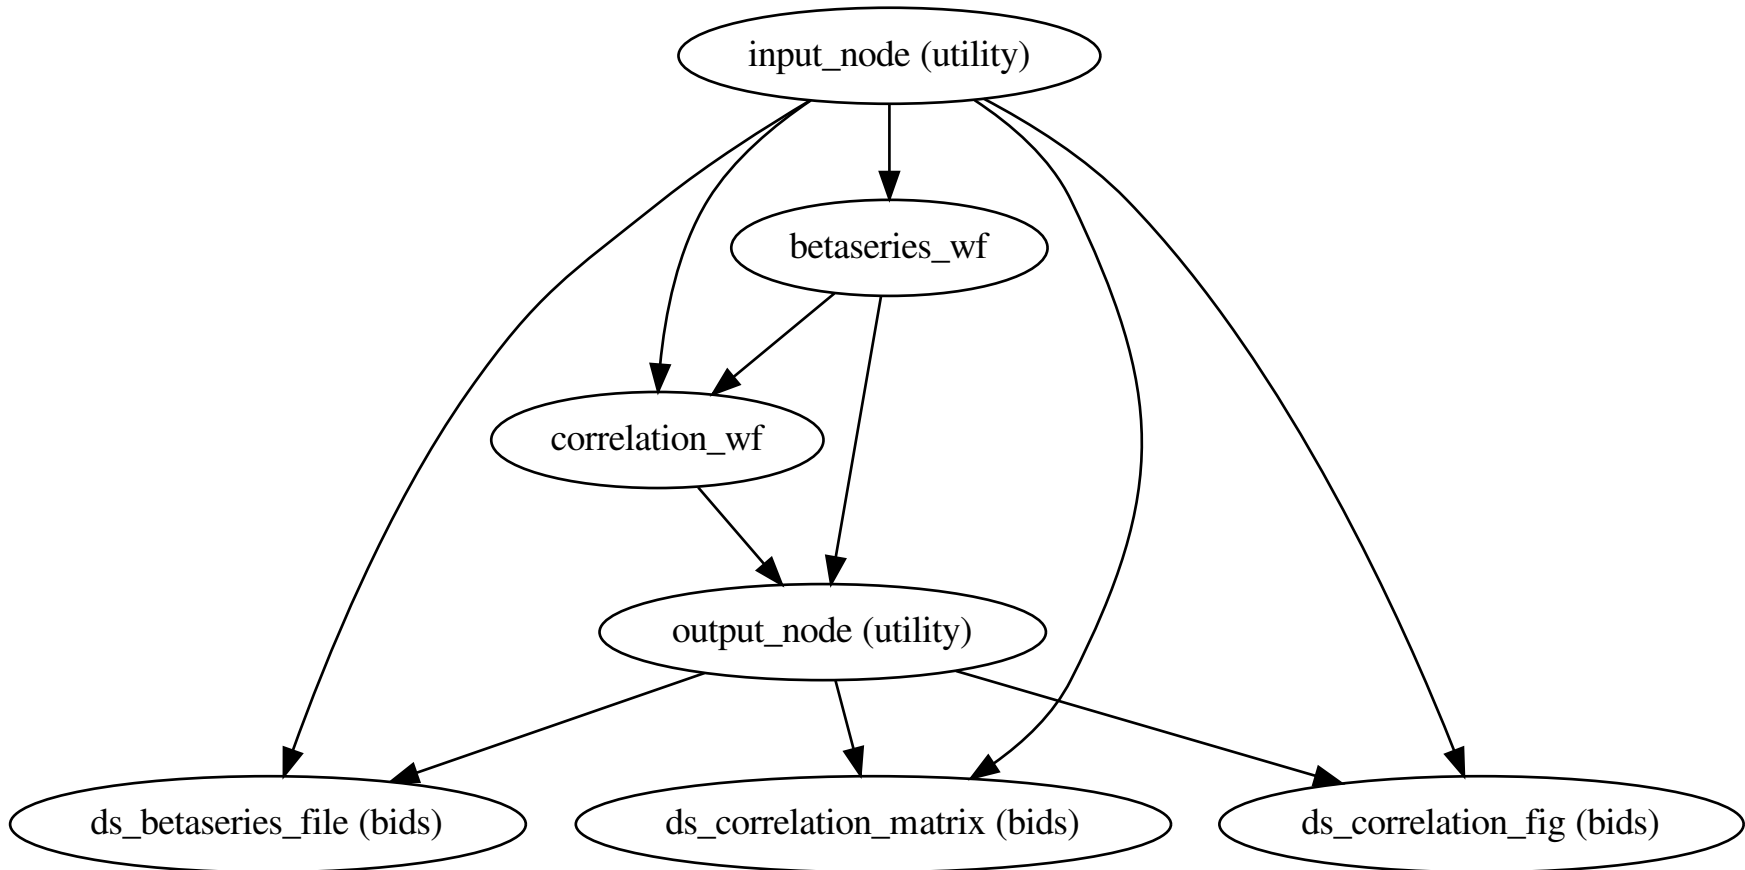 input_node (utility)
betaseries_wf
correlation_wf
output_node (utility)
ds_betaseries_file (bids)
ds_correlation_matrix (bids)
ds_correlation_fig (bids)